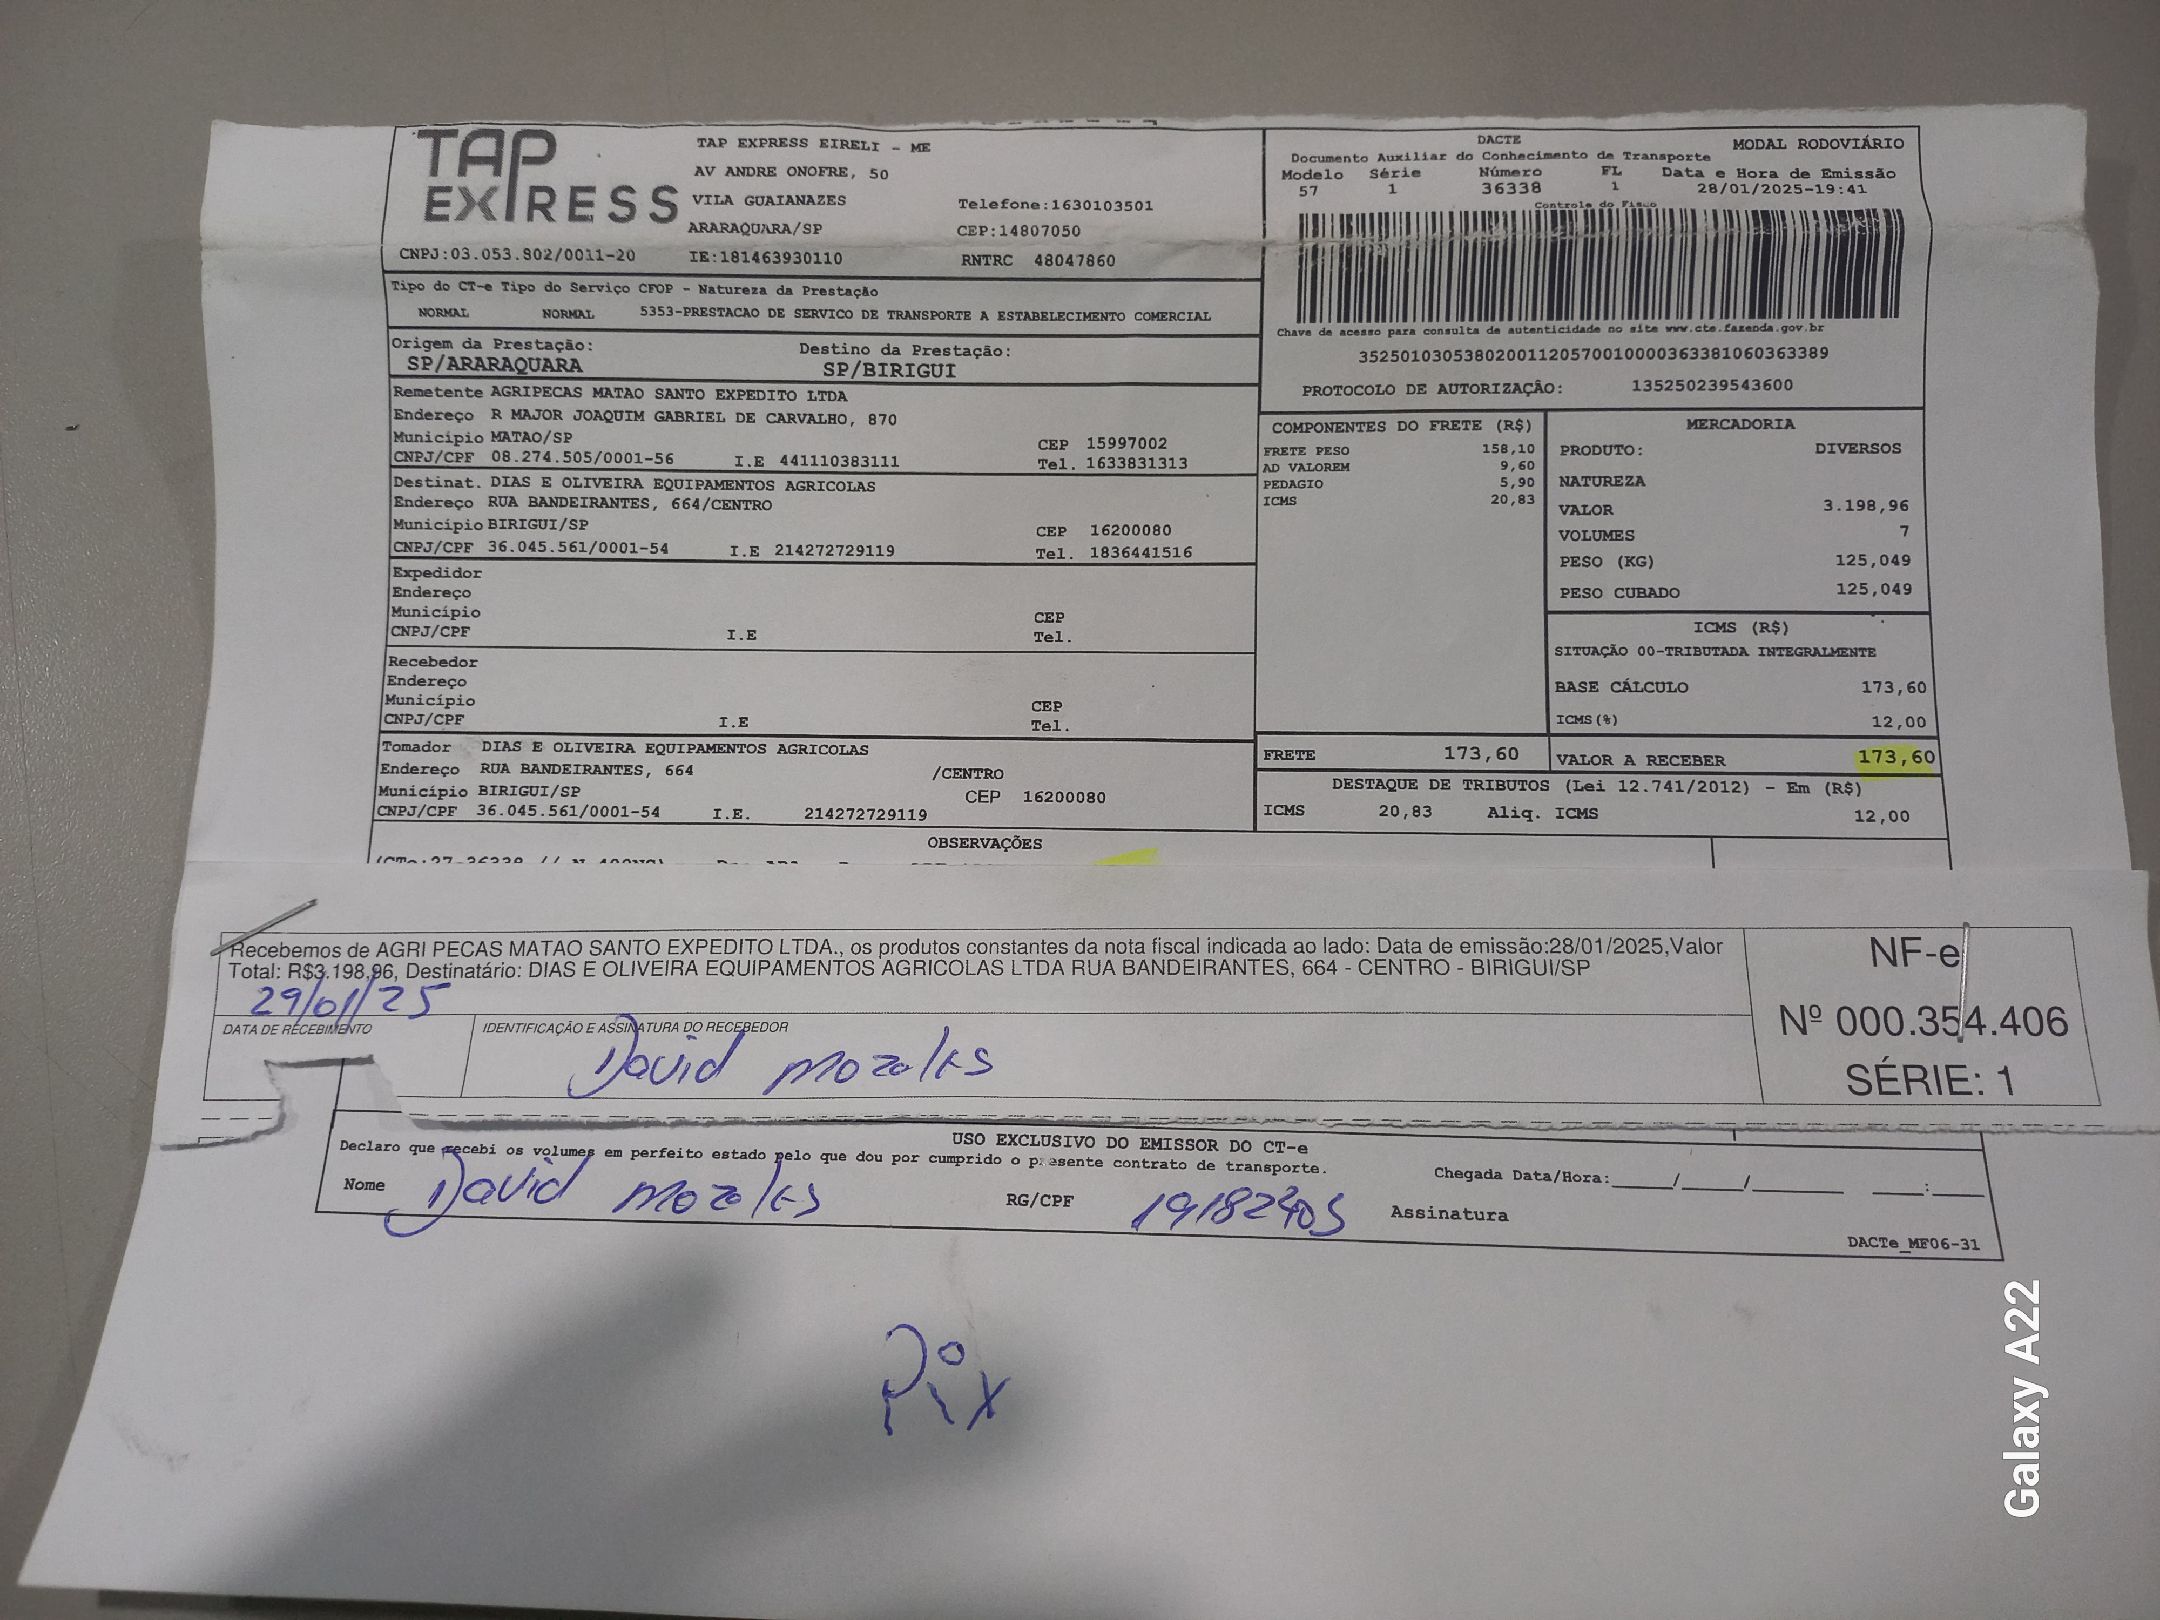 TAP EXPRESS
TAP EXPRESS EIRELI - ME
AV ANDRE ONOFRE, 50
VILA GUAIANAZES Telefone:1630103501
ARARAQUARA/SP CEP:14807050
CNPJ:03.053.802/0011-20 IE:181463930110 RNTRC 48047860
DACTE MODAL RODOVIÁRIO
Documento Auxiliar do Conhecimento de Transporte
Modelo Série Número FL Data e Hora de Emissão
57 1 36338 1 28/01/2025-19:41
Controle do Fisco
Chave de acesso para consulta de autenticidade no site www.cte.fazenda.gov.br
35250103053802001120570010000363381060363389
PROTOCOLO DE AUTORIZAÇÃO: 135250239543600
Tipo do CT-e Tipo do Serviço CFOP - Natureza da Prestação
NORMAL NORMAL 5353-PRESTACAO DE SERVICO DE TRANSPORTE A ESTABELECIMENTO COMERCIAL
Origem da Prestação: Destino da Prestação:
SP/ARARAQUARA SP/BIRIGUI
Remetente AGRIPECAS MATAO SANTO EXPEDITO LTDA
Endereço R MAJOR JOAQUIM GABRIEL DE CARVALHO, 870
Município MATAO/SP CEP 15997002
CNPJ/CPF 08.274.505/0001-56 I.E 441110383111 Tel. 1633831313
Destinat. DIAS E OLIVEIRA EQUIPAMENTOS AGRICOLAS
Endereço RUA BANDEIRANTES, 664/CENTRO
Município BIRIGUI/SP CEP 16200080
CNPJ/CPF 36.045.561/0001-54 I.E 214272729119 Tel. 1836441516
Expedidor
Endereço
Município CEP
CNPJ/CPF I.E Tel.
Recebedor
Endereço
Município CEP
CNPJ/CPF I.E Tel.
Tomador DIAS E OLIVEIRA EQUIPAMENTOS AGRICOLAS
Endereço RUA BANDEIRANTES, 664 /CENTRO
Município BIRIGUI/SP CEP 16200080
CNPJ/CPF 36.045.561/0001-54 I.E. 214272729119
COMPONENTES DO FRETE (R$)
FRETE PESO 158,10
AD VALOREM 9,60
PEDAGIO 5,90
ICMS 20,83
MERCADORIA
PRODUTO: DIVERSOS
NATUREZA
VALOR 3.198,96
VOLUMES 7
PESO (KG) 125,049
PESO CUBADO 125,049
ICMS (R$)
SITUAÇÃO 00-TRIBUTADA INTEGRALMENTE
BASE CÁLCULO 173,60
ICMS(%) 12,00
FRETE 173,60 VALOR A RECEBER 173,60
DESTAQUE DE TRIBUTOS (Lei 12.741/2012) - Em (R$)
ICMS 20,83 Aliq. ICMS 12,00
OBSERVAÇÕES
Recebemos de AGRI PECAS MATAO SANTO EXPEDITO LTDA., os produtos constantes da nota fiscal indicada ao lado: Data de emissão:28/01/2025,Valor
Total: R$3.198,96, Destinatário: DIAS E OLIVEIRA EQUIPAMENTOS AGRICOLAS LTDA RUA BANDEIRANTES, 664 - CENTRO - BIRIGUI/SP
29/01/25
DATA DE RECEBIMENTO IDENTIFICAÇÃO E ASSINATURA DO RECEBEDOR
David
NF-e
Nº 000.354.406
SÉRIE: 1
USO EXCLUSIVO DO EMISSOR DO CT-e
Declaro que recebi os volumes em perfeito estado pelo que dou por cumprido o presente contrato de transporte.
Chegada Data/Hora:____/____/______ ___:___
Nome David RG/CPF Assinatura
DACTe_MF06-31
Pix
Galaxy A22